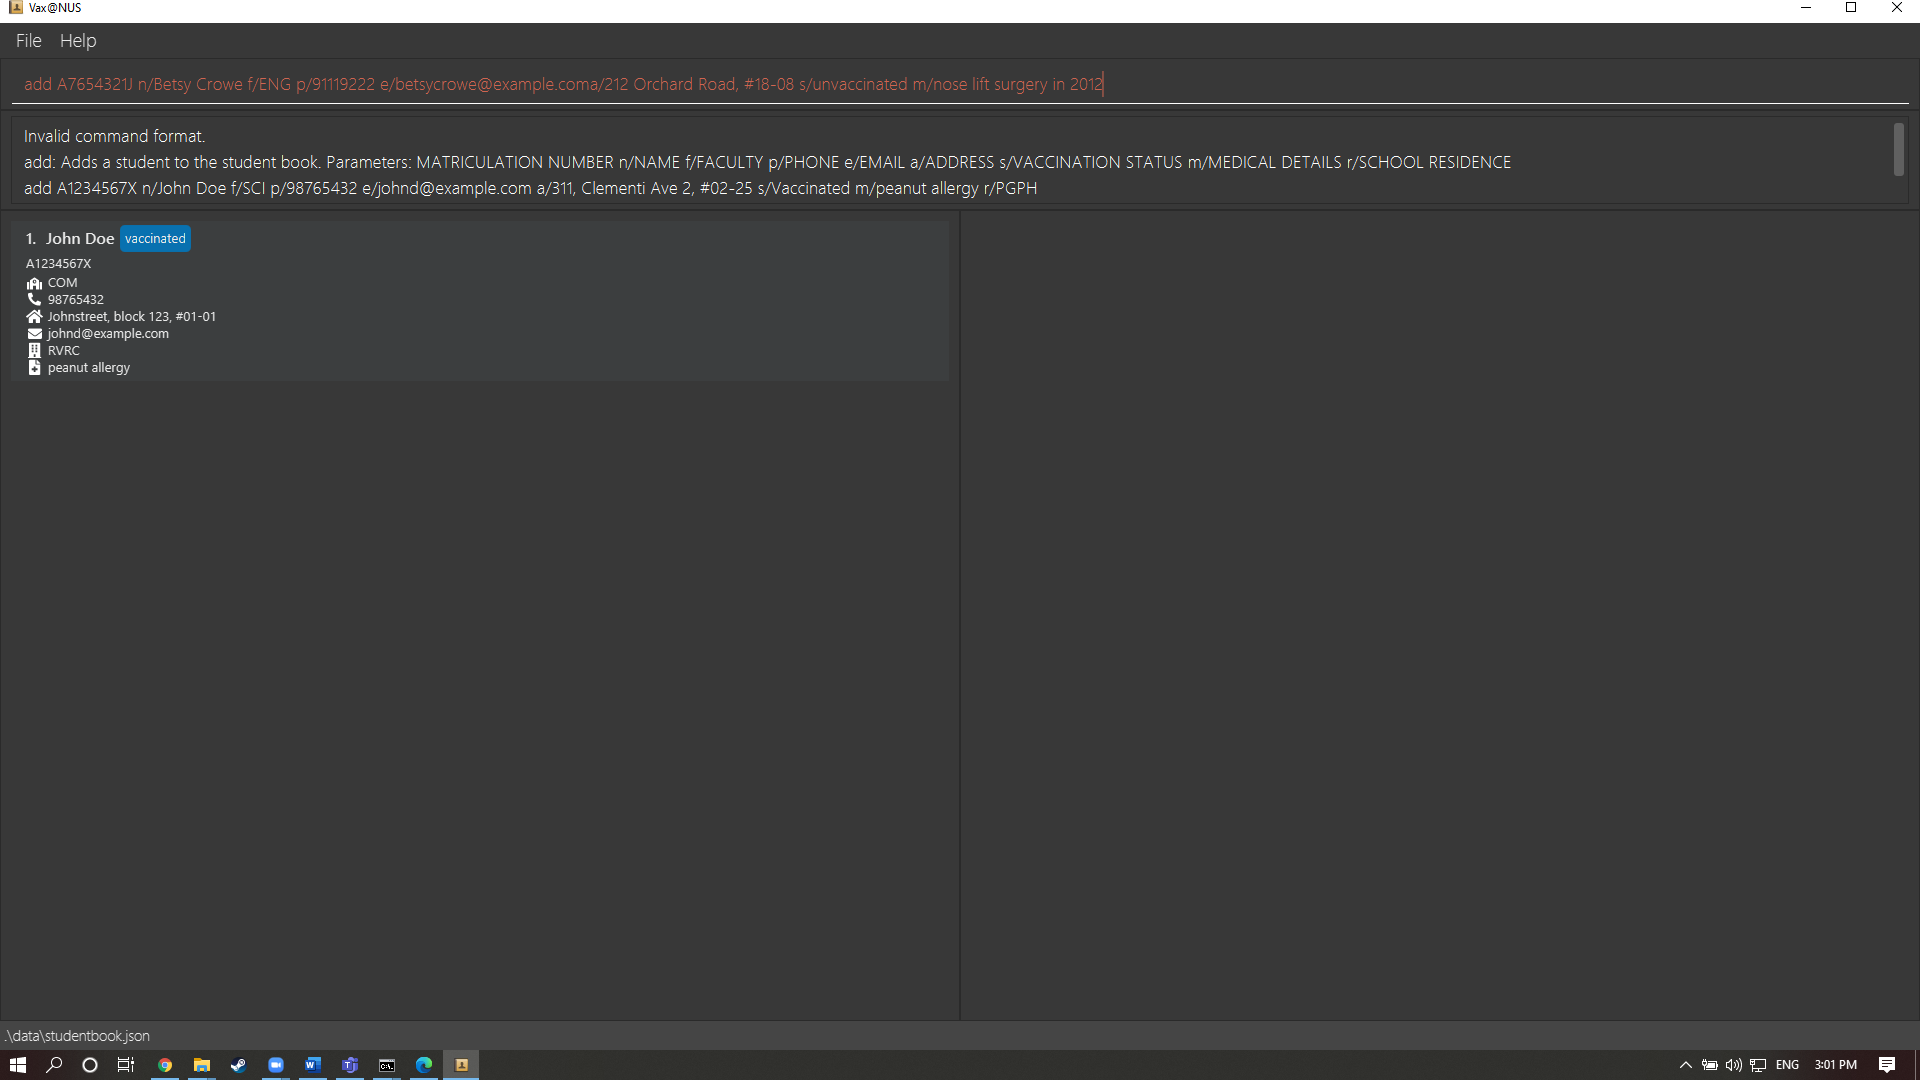 Vax@NUS
File Help
add A7654321J n/Betsy Crowe f/ENG p/91119222 e/betsycrowe@example.coma/212 Orchard Road, #18-08 s/unvaccinated m/nose lift surgery in 2012
Invalid command format.
add: Adds a student to the student book. Parameters: MATRICULATION NUMBER n/NAME f/FACULTY p/PHONE e/EMAIL a/ADDRESS s/VACCINATION STATUS m/MEDICAL DETAILS r/SCHOOL RESIDENCE
add A1234567X n/John Doe f/SCI p/98765432 e/johnd@example.com a/311, Clementi Ave 2, #02-25 s/Vaccinated m/peanut allergy r/PGPH
1. John Doe vaccinated
A1234567X
COM
98765432
Johnstreet, block 123, #01-01
johnd@example.com
RVRC
peanut allergy
.\data\studentbook.json
ENG 3:01 PM